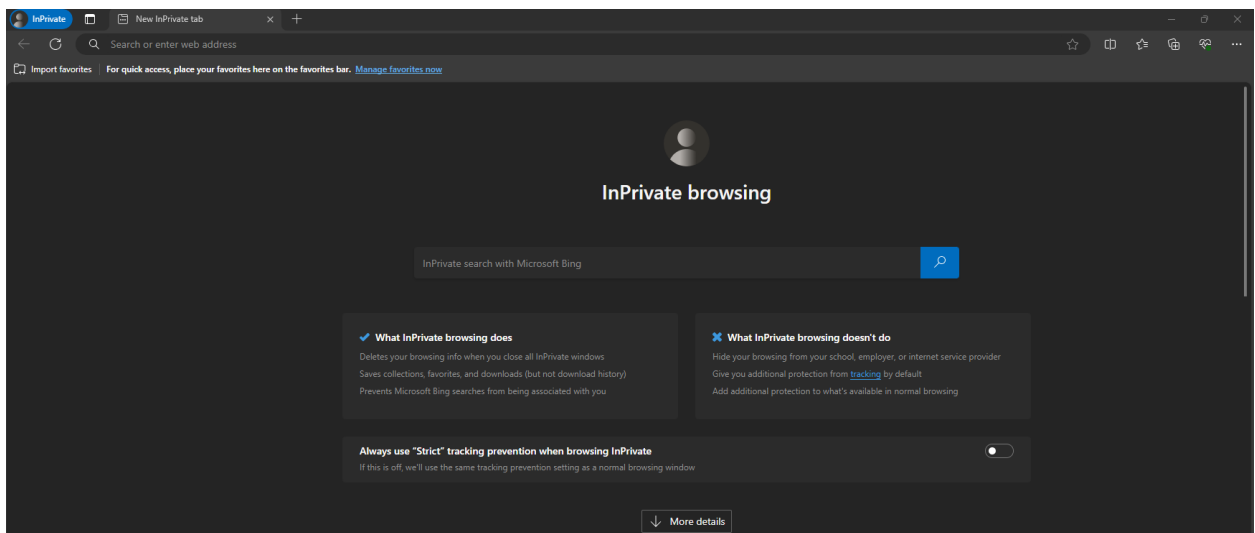 InPrivate
New InPrivate tab
Search or enter web address
Import favorites
For quick access, place your favorites here on the favorites bar. Manage favorites now
InPrivate browsing
InPrivate search with Microsoft Bing
What InPrivate browsing does
Deletes your browsing info when you close all InPrivate windows
Saves collections, favorites, and downloads (but not download history)
Prevents Microsoft Bing searches from being associated with you
What InPrivate browsing doesn't do
Hide your browsing from your school, employer, or internet service provider
Give you additional protection from tracking by default
Add additional protection to what's available in normal browsing
Always use "Strict" tracking prevention when browsing InPrivate
If this is off, we'll use the same tracking prevention setting as a normal browsing window
More details